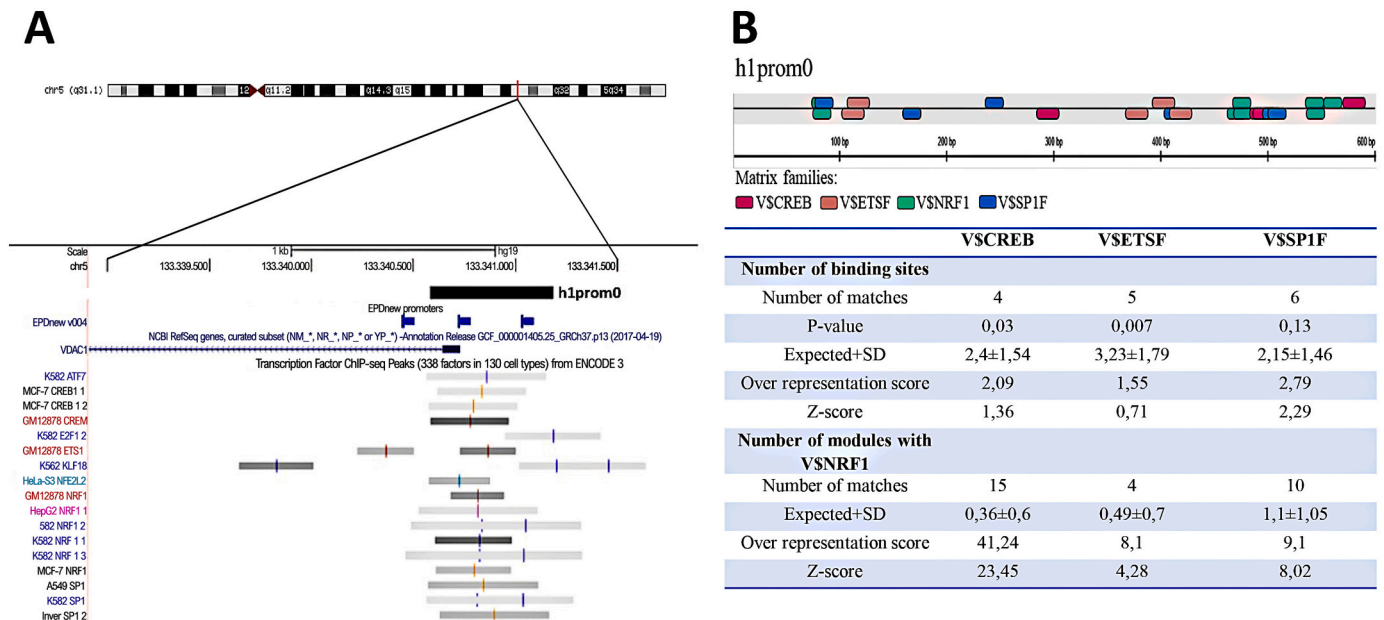 A
chr5 (q31.1)
12 q11.2 q14.3 q15 q32 5q34
Scale
1 kb hg19
chr5
133.339.500 133.340.000 133.340.500 133.341.000 133.341.500
h1prom0
EPDnew promoters
EPDnew v004
NCBI RefSeq genes, curated subset (NM_*, NR_*, NP_* or YP_*) -Annotation Release GCF_000001405.25_GRCh37.p13 (2017-04-19)
VDAC1
Transcription Factor ChIP-seq Peaks (338 factors in 130 cell types) from ENCODE 3
K582 ATF7
MCF-7 CREB1 1
MCF-7 CREB 1 2
GM12878 CREM
K582 E2F1 2
GM12878 ETS1
K562 KLF18
HeLa-S3 NFE2L2
GM12878 NRF1
HepG2 NRF1 1
582 NRF1 2
K582 NRF 1 1
K582 NRF 1 3
MCF-7 NRF1
A549 SP1
K582 SP1
Inver SP1 2
B
h1prom0
100 bp 200 bp 300 bp 400 bp 500 bp 600 bp
Matrix families:
V$CREB V$ETSF V$NRF1 V$SP1F
V$CREB V$ETSF V$SP1F
Number of binding sites
Number of matches 4 5 6
P-value 0,03 0,007 0,13
Expected+SD 2,4±1,54 3,23±1,79 2,15±1,46
Over representation score 2,09 1,55 2,79
Z-score 1,36 0,71 2,29
Number of modules with
V$NRF1
Number of matches 15 4 10
Expected+SD 0,36±0,6 0,49±0,7 1,1±1,05
Over representation score 41,24 8,1 9,1
Z-score 23,45 4,28 8,02